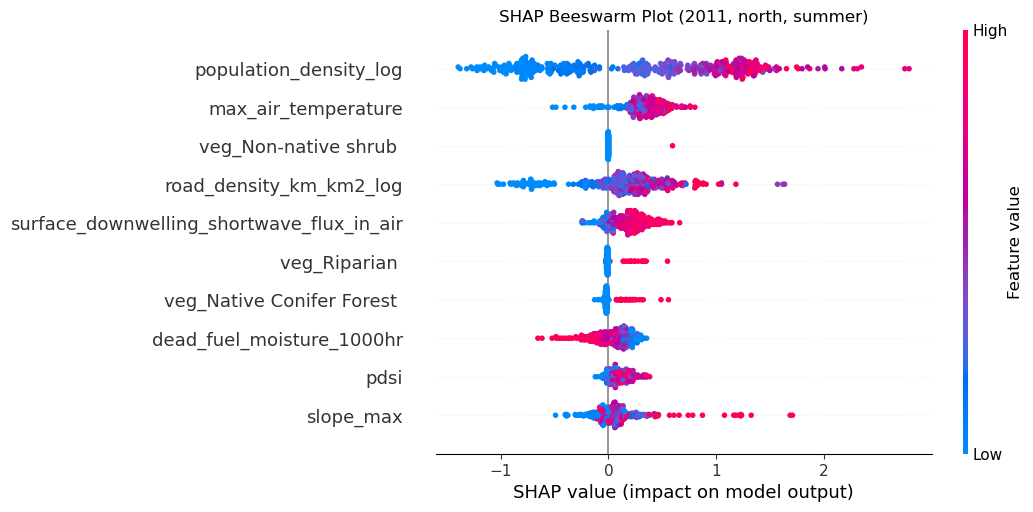 SHAP Beeswarm Plot (2011, north, summer)
High
population_density_log
max_air_temperature
veg_Non-native shrub
road_density_km_km2_log
surface_downwelling_shortwave_flux_in_air
veg_Riparian
veg_Native Conifer Forest
dead_fuel_moisture_1000hr
pdsi
slope_max
Feature value
Low
−1
0
1
2
SHAP value (impact on model output)